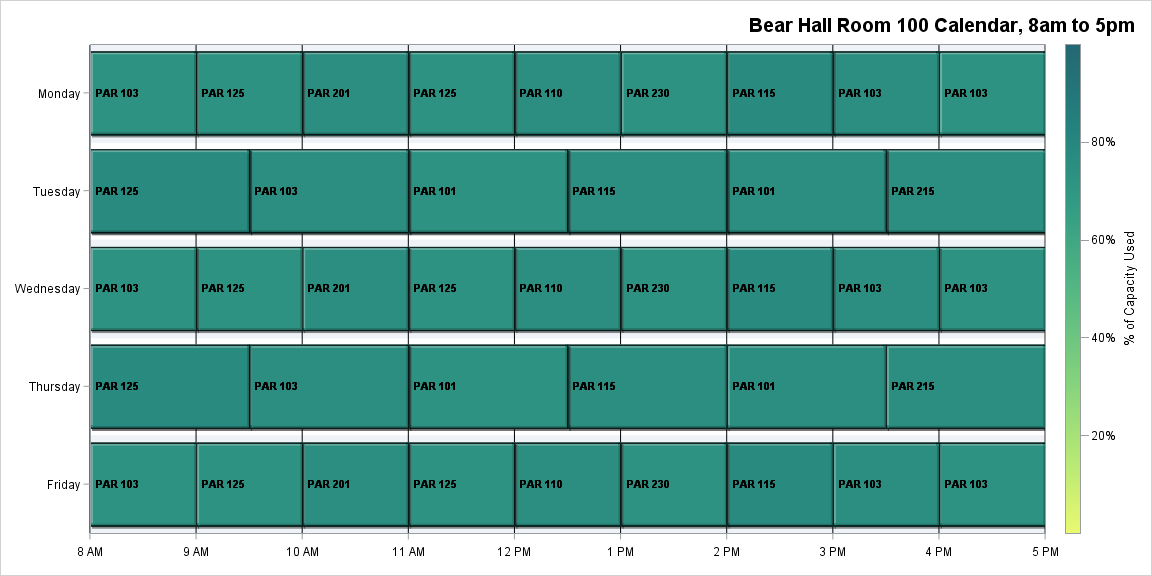 Bear Hall Room 100 Calendar, 8am to 5pm
Monday PAR 103 PAR 125 PAR 201 PAR 125 PAR 110 PAR 230 PAR 115 PAR 103 PAR 103
Tuesday PAR 125 PAR 103 PAR 101 PAR 115 PAR 101 PAR 215
Wednesday PAR 103 PAR 125 PAR 201 PAR 125 PAR 110 PAR 230 PAR 115 PAR 103 PAR 103
Thursday PAR 125 PAR 103 PAR 101 PAR 115 PAR 101 PAR 215
Friday PAR 103 PAR 125 PAR 201 PAR 125 PAR 110 PAR 230 PAR 115 PAR 103 PAR 103
8 AM 9 AM 10 AM 11 AM 12 PM 1 PM 2 PM 3 PM 4 PM 5 PM
80%
60%
40%
20%
% of Capacity Used